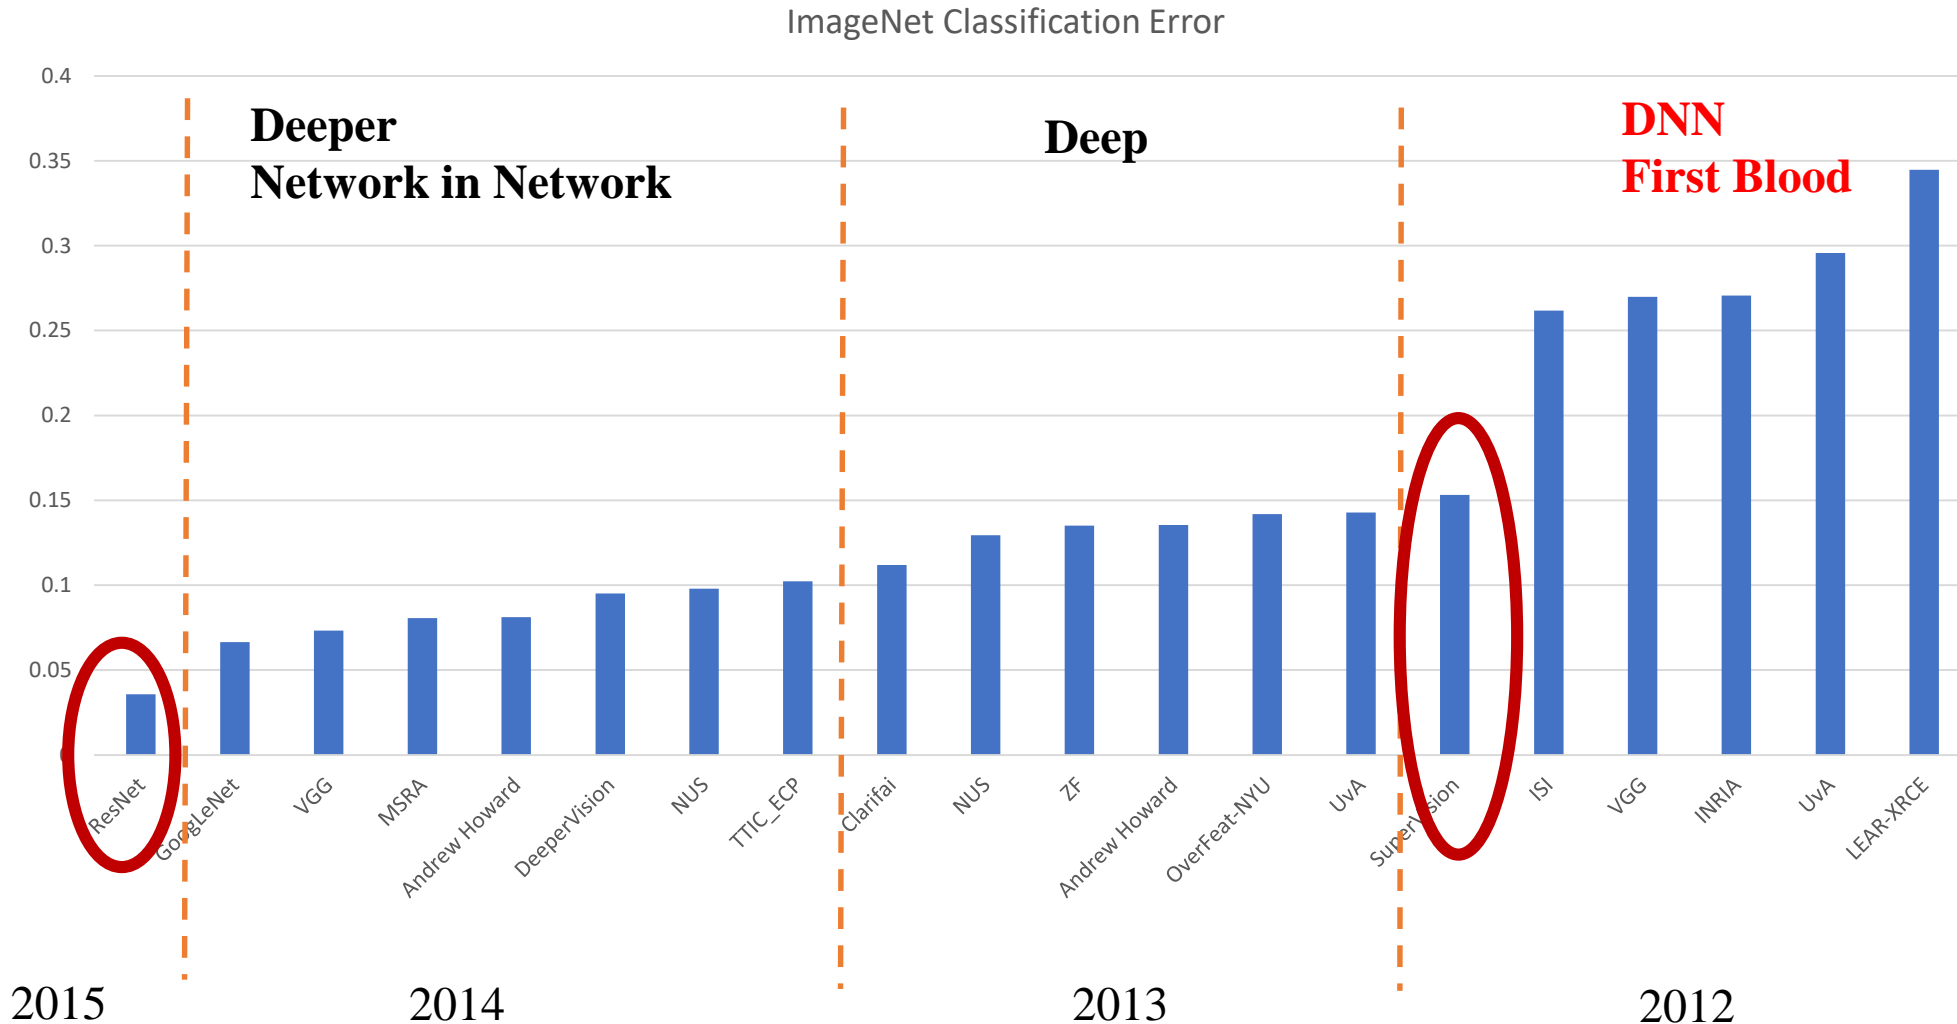 ImageNet Classification Error
0.4
0.35
0.3
0.25
0.2
0.15
0.1
0.05
0
Deeper
Network in Network
Deep
DNN
First Blood
ResNet
GoogLeNet
VGG
MSRA
Andrew Howard
DeeperVision
NUS
TTIC_ECP
Clarifai
NUS
ZF
Andrew Howard
OverFeat-NYU
UvA
SuperVision
ISI
VGG
INRIA
UvA
LEAR-XRCE
2015
2014
2013
2012